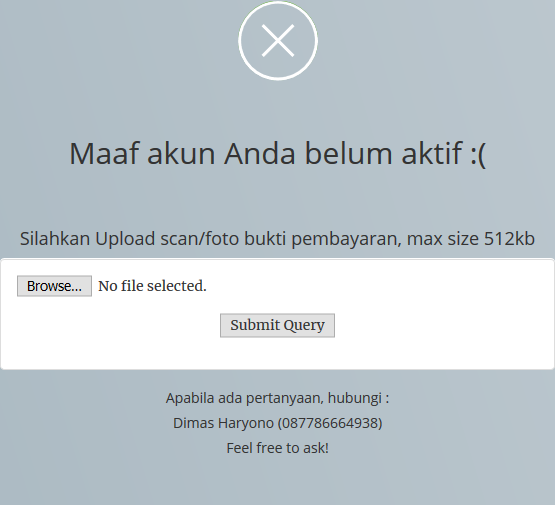 Maaf akun Anda belum aktif :(
Silahkan Upload scan/foto bukti pembayaran, max size 512kb
Browse... No file selected.
Submit Query
Apabila ada pertanyaan, hubungi :
Dimas Haryono (087786664938)
Feel free to ask!